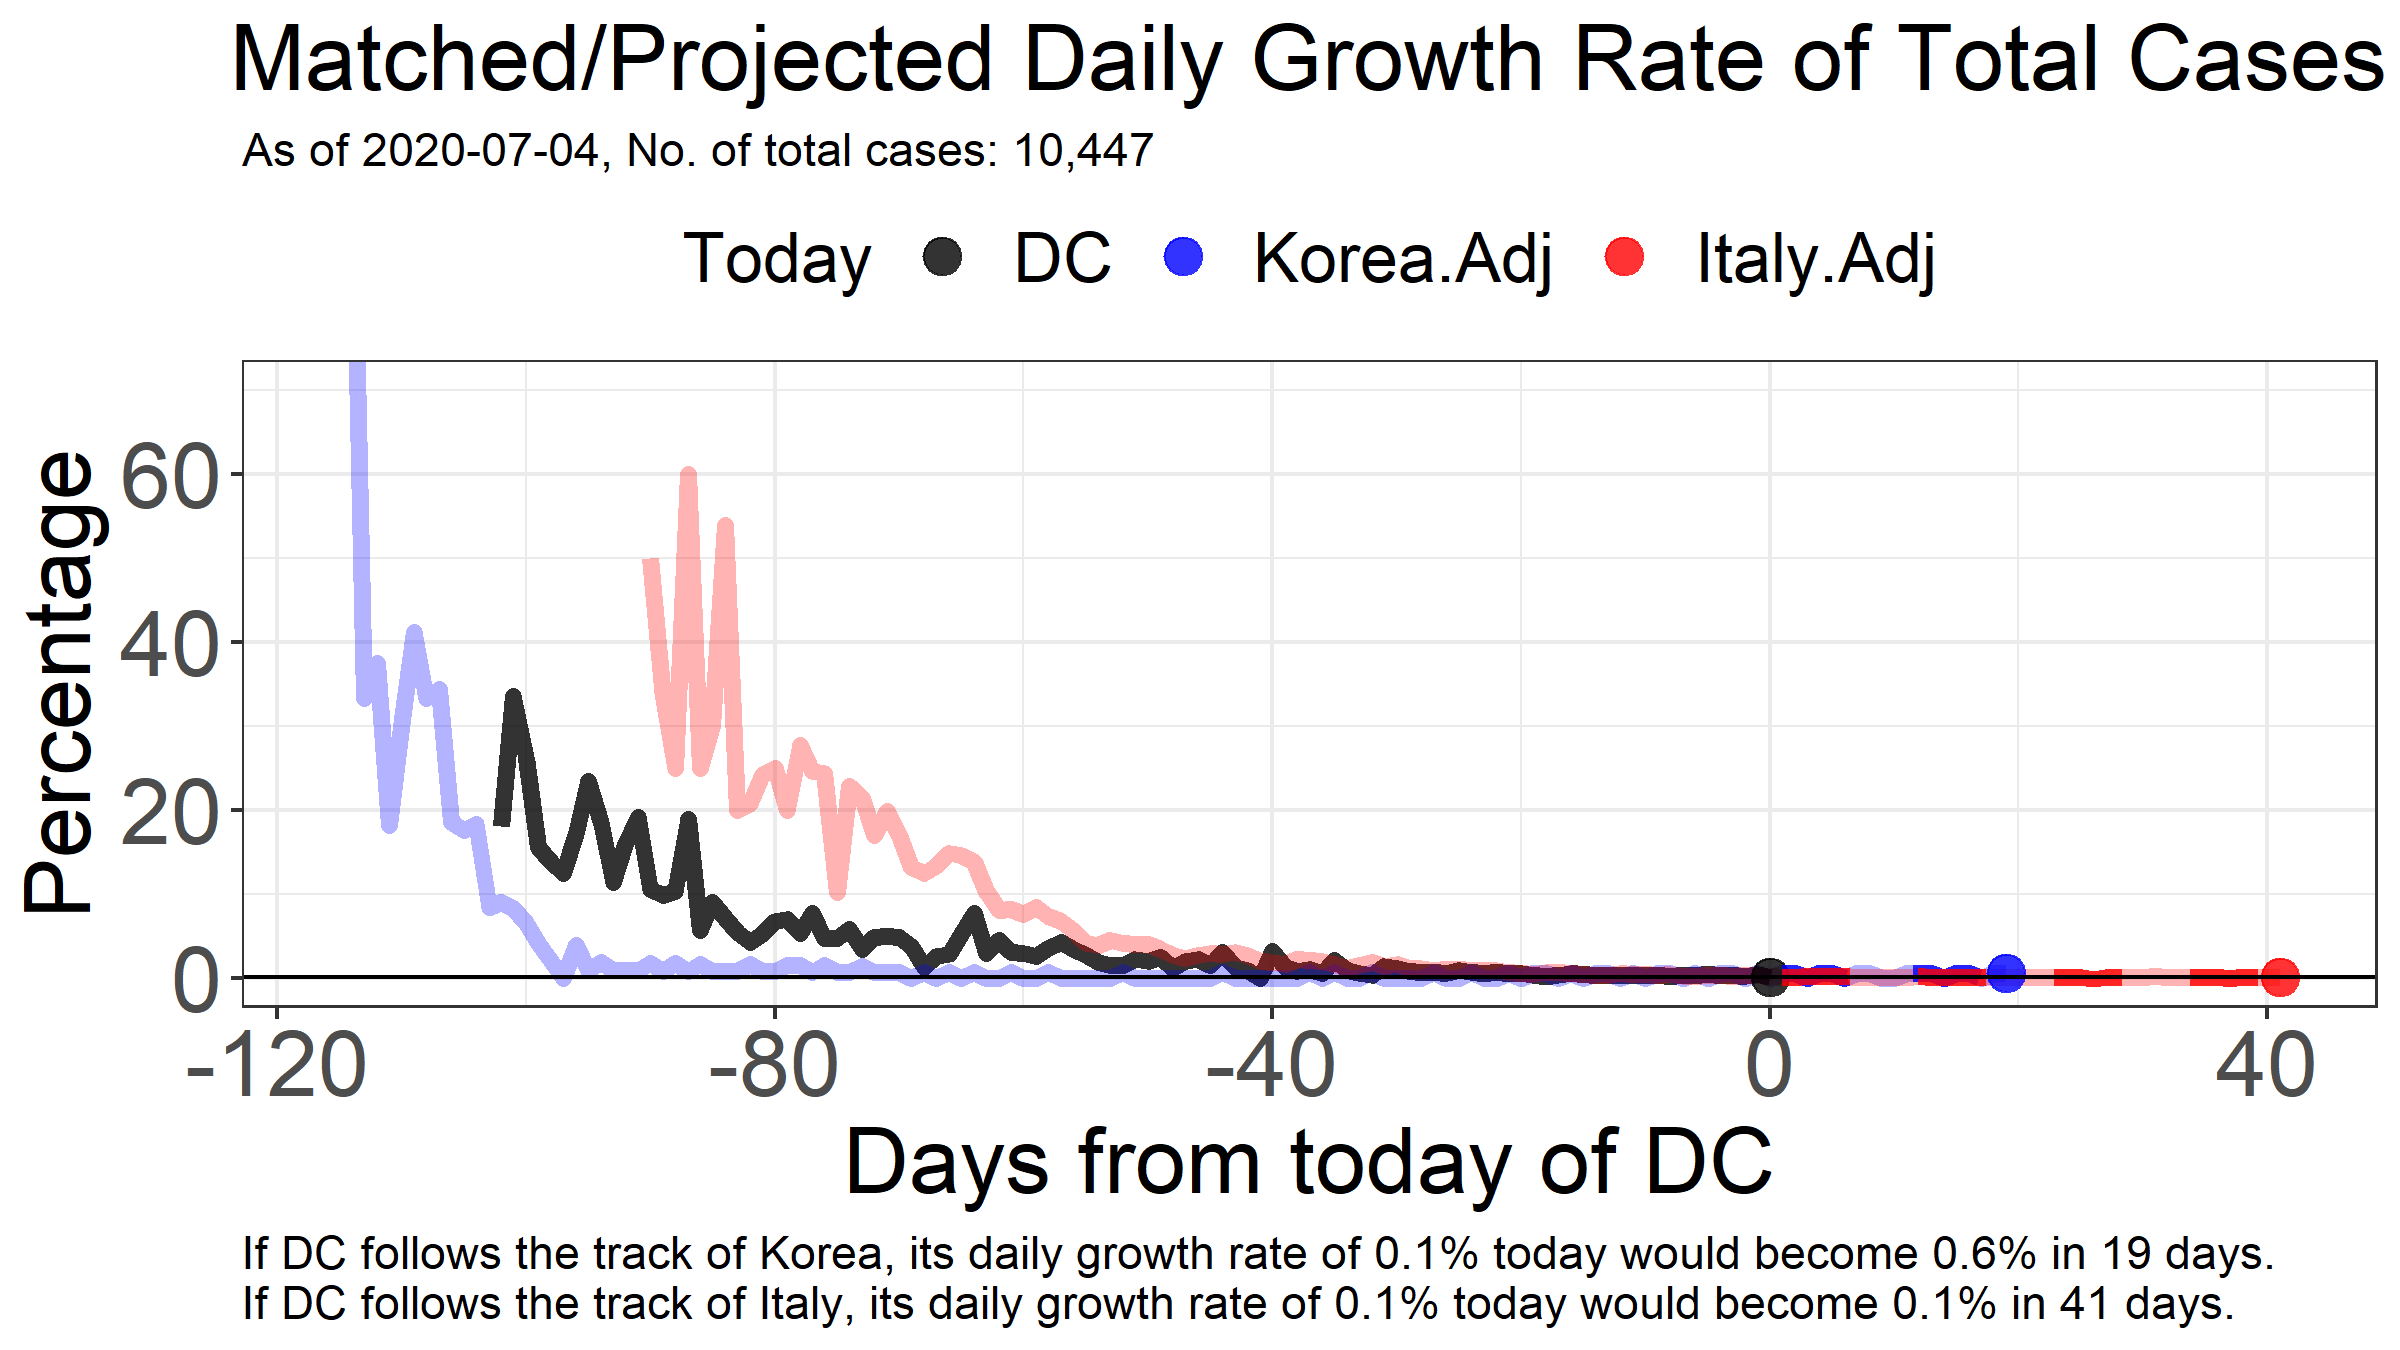 Matched/Projected Daily Growth Rate of Total Cases
As of 2020-07-04, No. of total cases: 10,447
Today DC Korea.Adj Italy.Adj
Percentage
60
40
20
0
-120 -80 -40 0 40
Days from today of DC
If DC follows the track of Korea, its daily growth rate of 0.1% today would become 0.6% in 19 days.
If DC follows the track of Italy, its daily growth rate of 0.1% today would become 0.1% in 41 days.